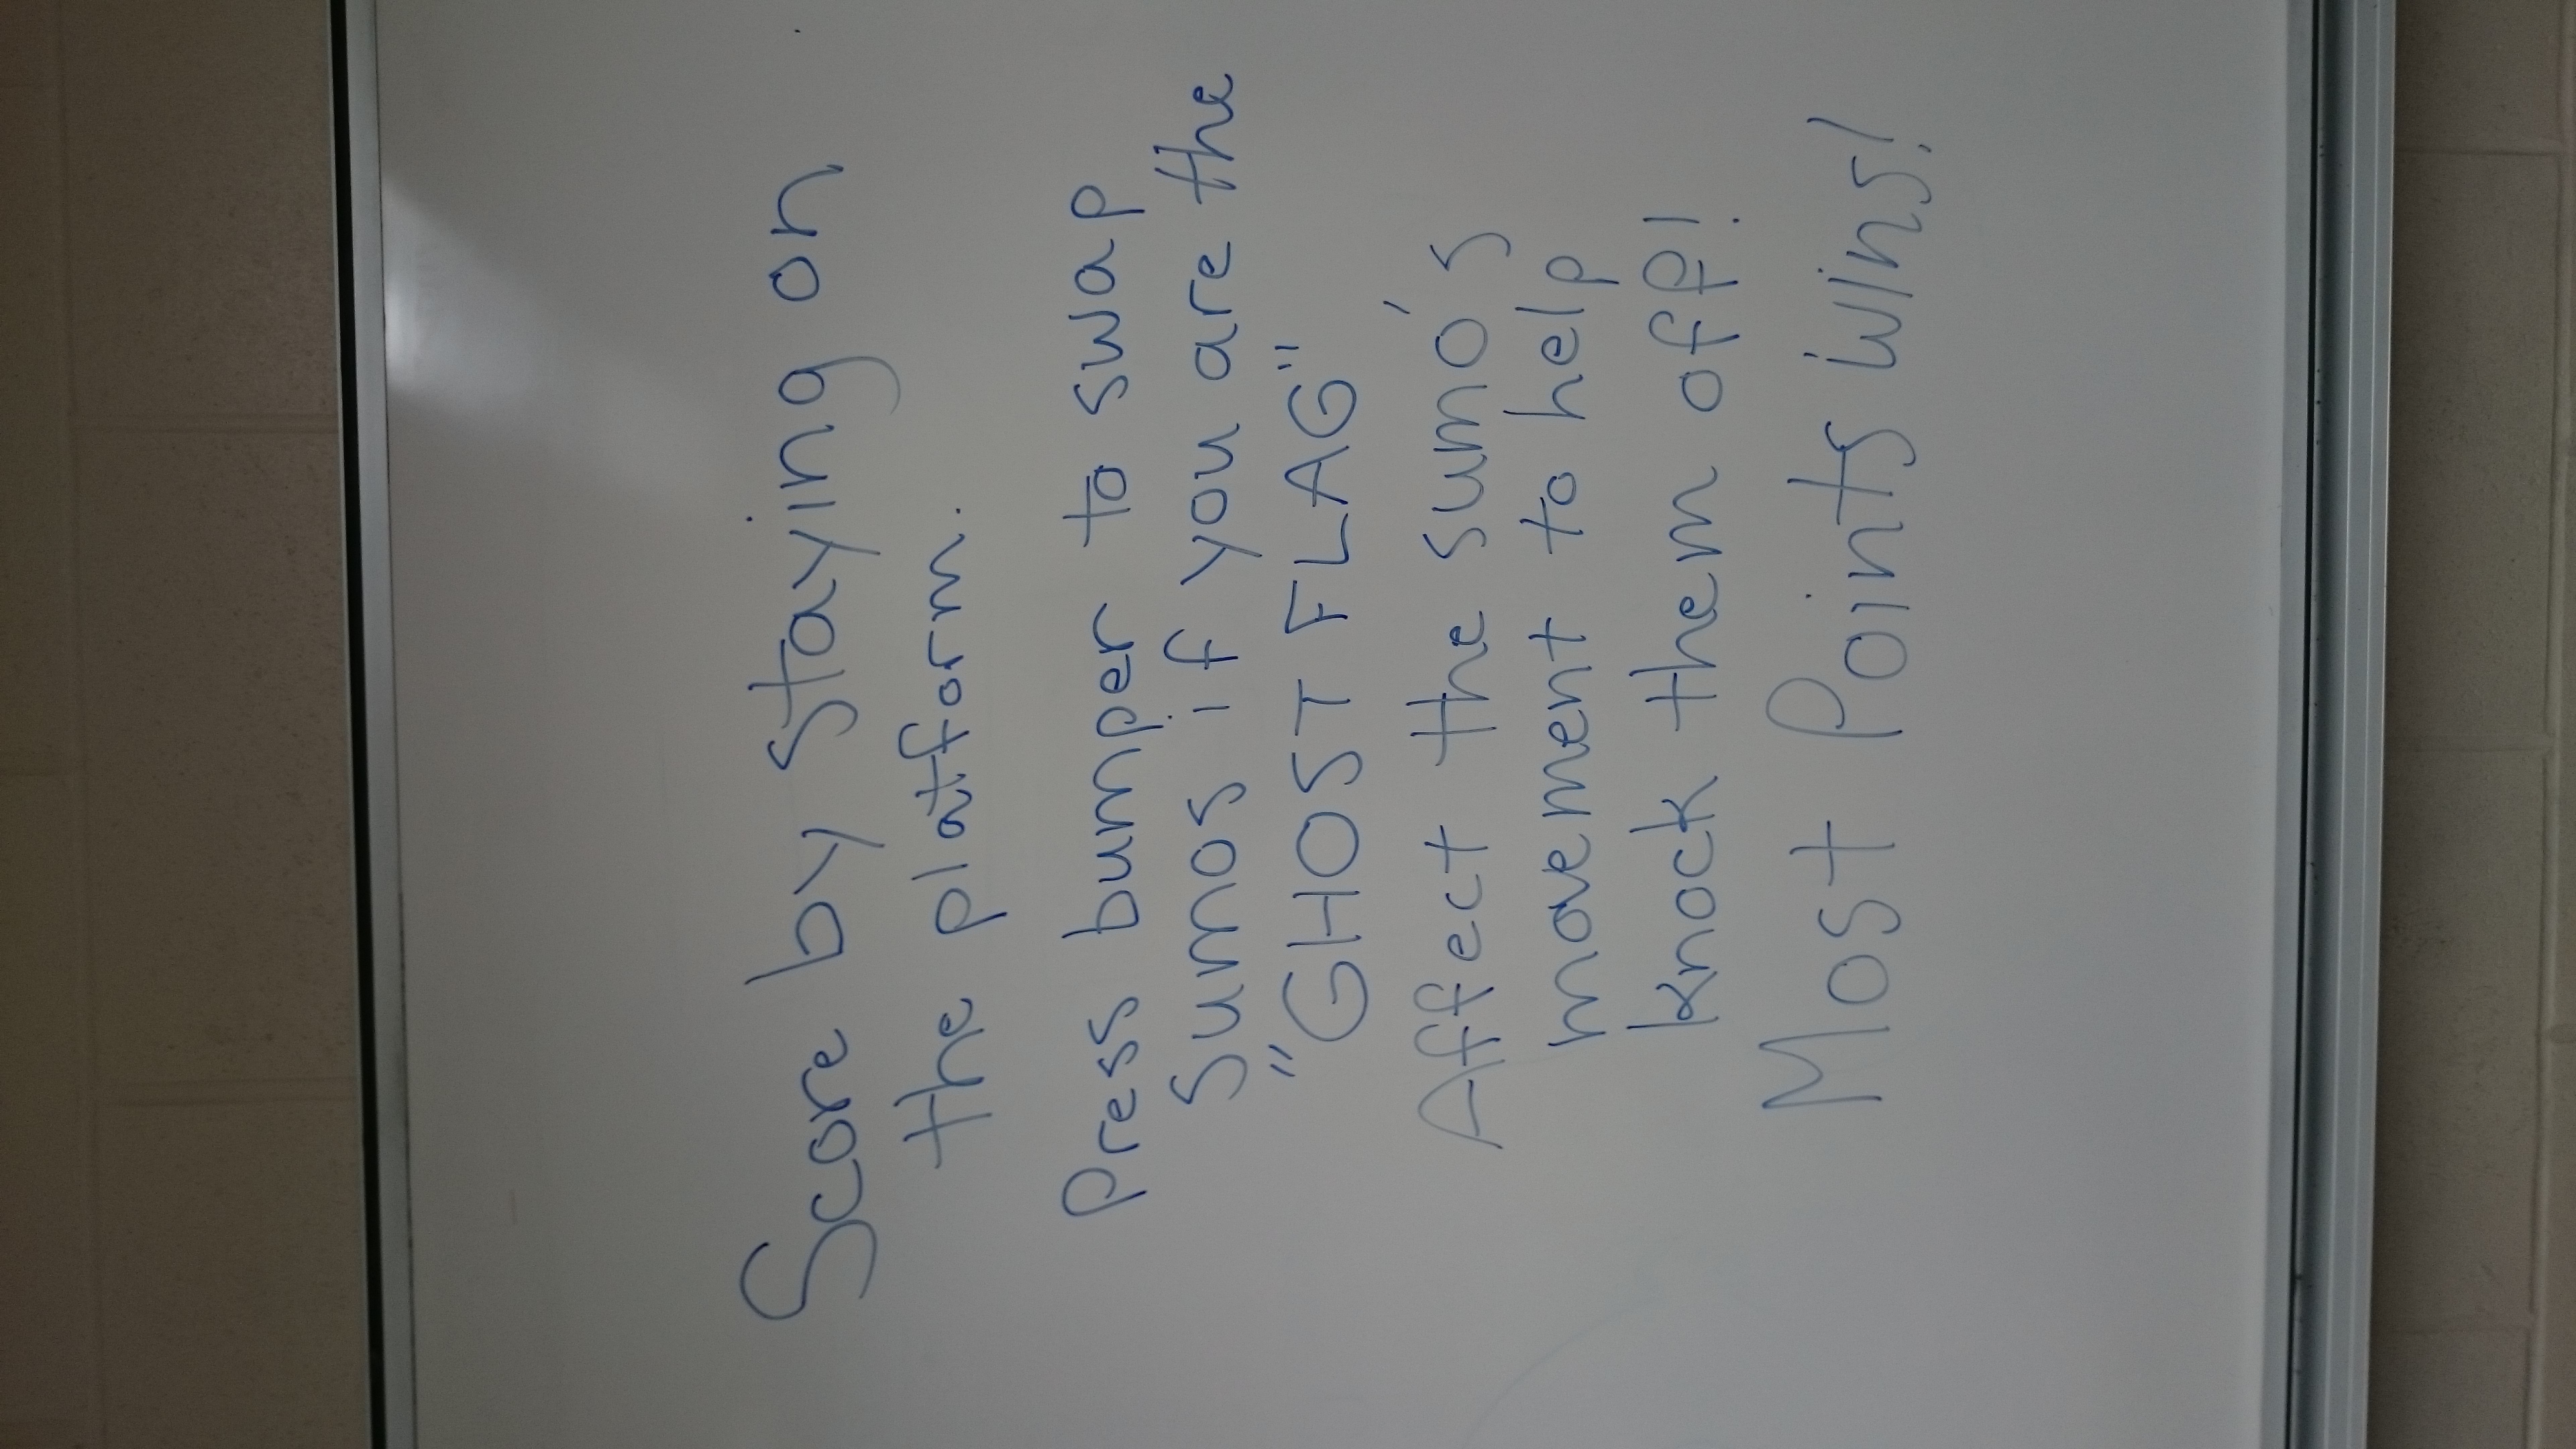 Score by staying on
the platform.
Press bumper to swap
sumos if you are the
"GHOST FLAG"
Affect the sumo's
movement to help
knock them off!
Most Points wins!